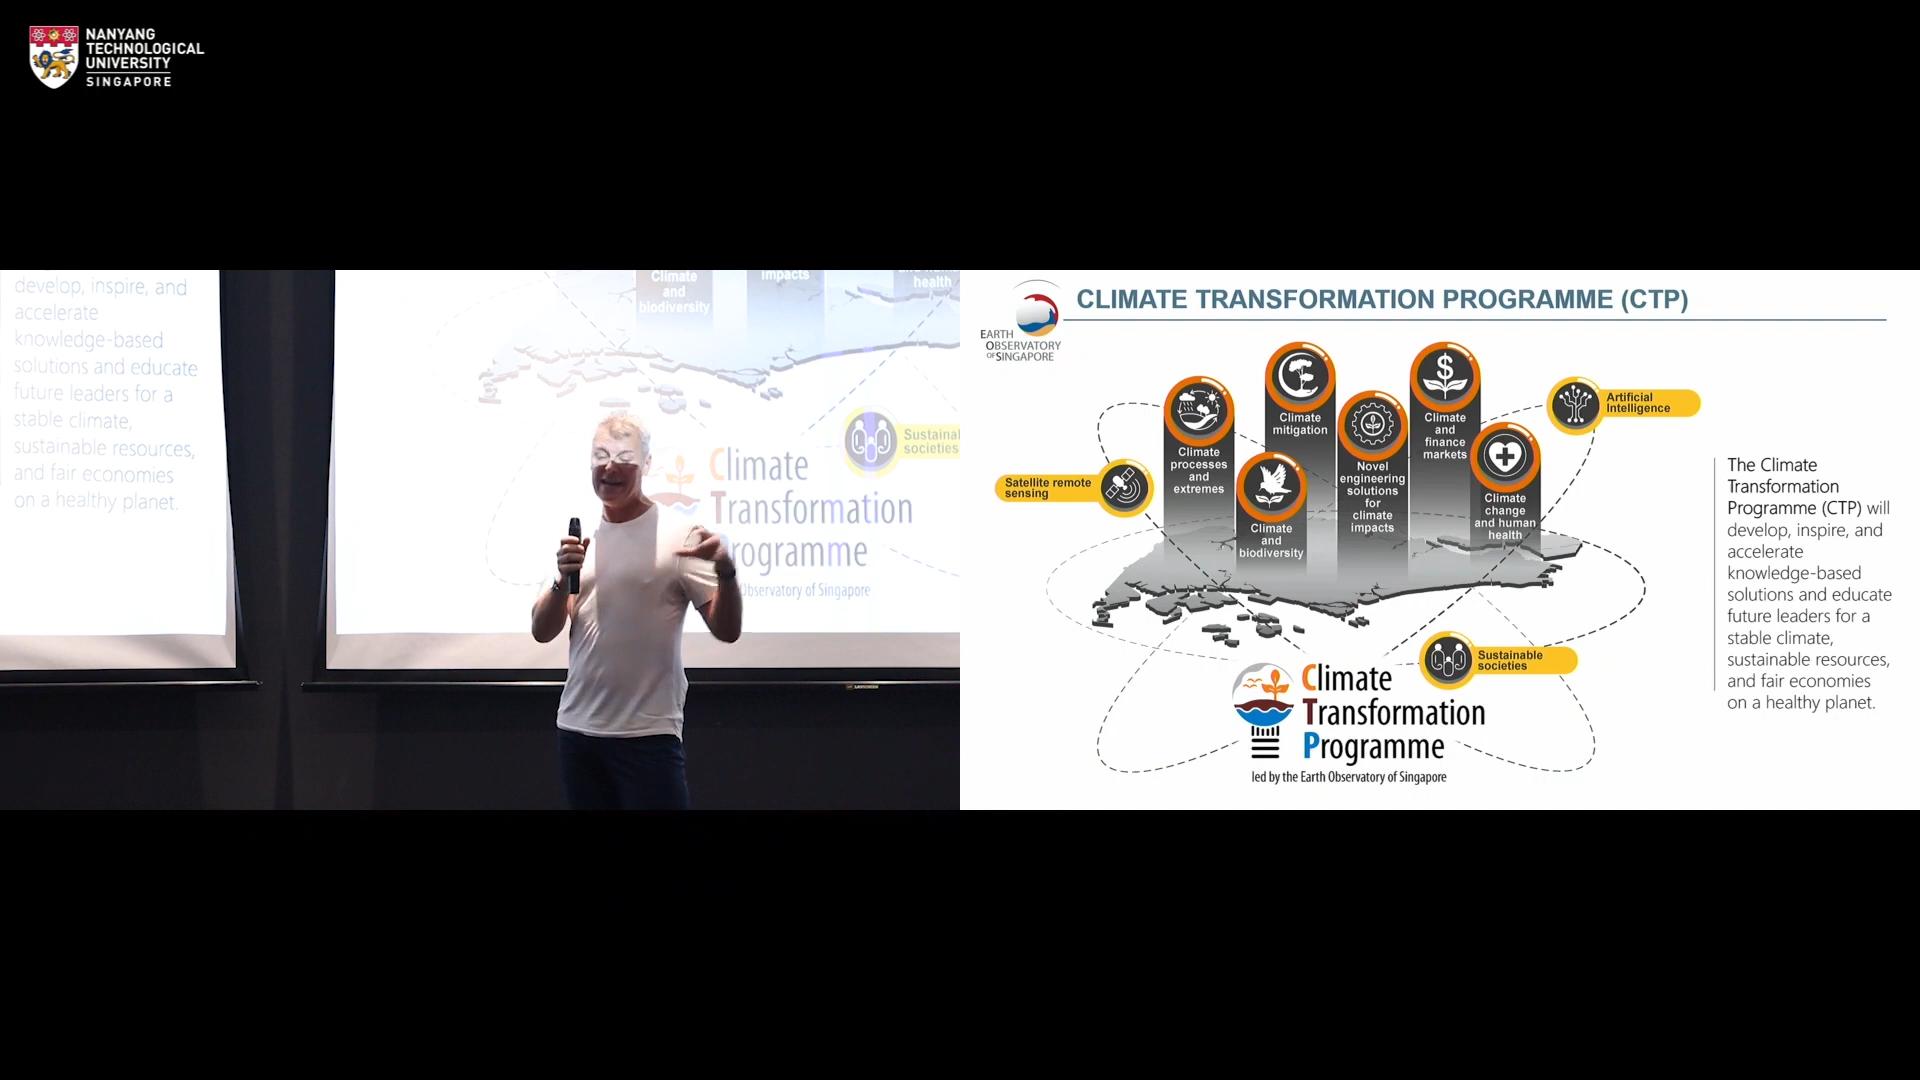 NANYANG
TECHNOLOGICAL
UNIVERSITY
SINGAPORE
develop, inspire, and
accelerate
knowledge-based
solutions and educate
future leaders for a
stable climate,
sustainable resources,
and fair economies
on a healthy planet.
Climate
and
biodiversity
impacts
health
Sustainal
societies
Climate
Transformation
Programme
Observatory of Singapore
EARTH
OBSERVATORY
OF SINGAPORE
CLIMATE TRANSFORMATION PROGRAMME (CTP)
Satellite remote
sensing
Climate
processes
and
extremes
Climate
mitigation
Climate
and
biodiversity
Novel
engineering
solutions
for
climate
impacts
Climate
and
finance
markets
Climate
change
and human
health
Artificial
Intelligence
Sustainable
societies
Climate
Transformation
Programme
led by the Earth Observatory of Singapore
The Climate
Transformation
Programme (CTP) will
develop, inspire, and
accelerate
knowledge-based
solutions and educate
future leaders for a
stable climate,
sustainable resources,
and fair economies
on a healthy planet.